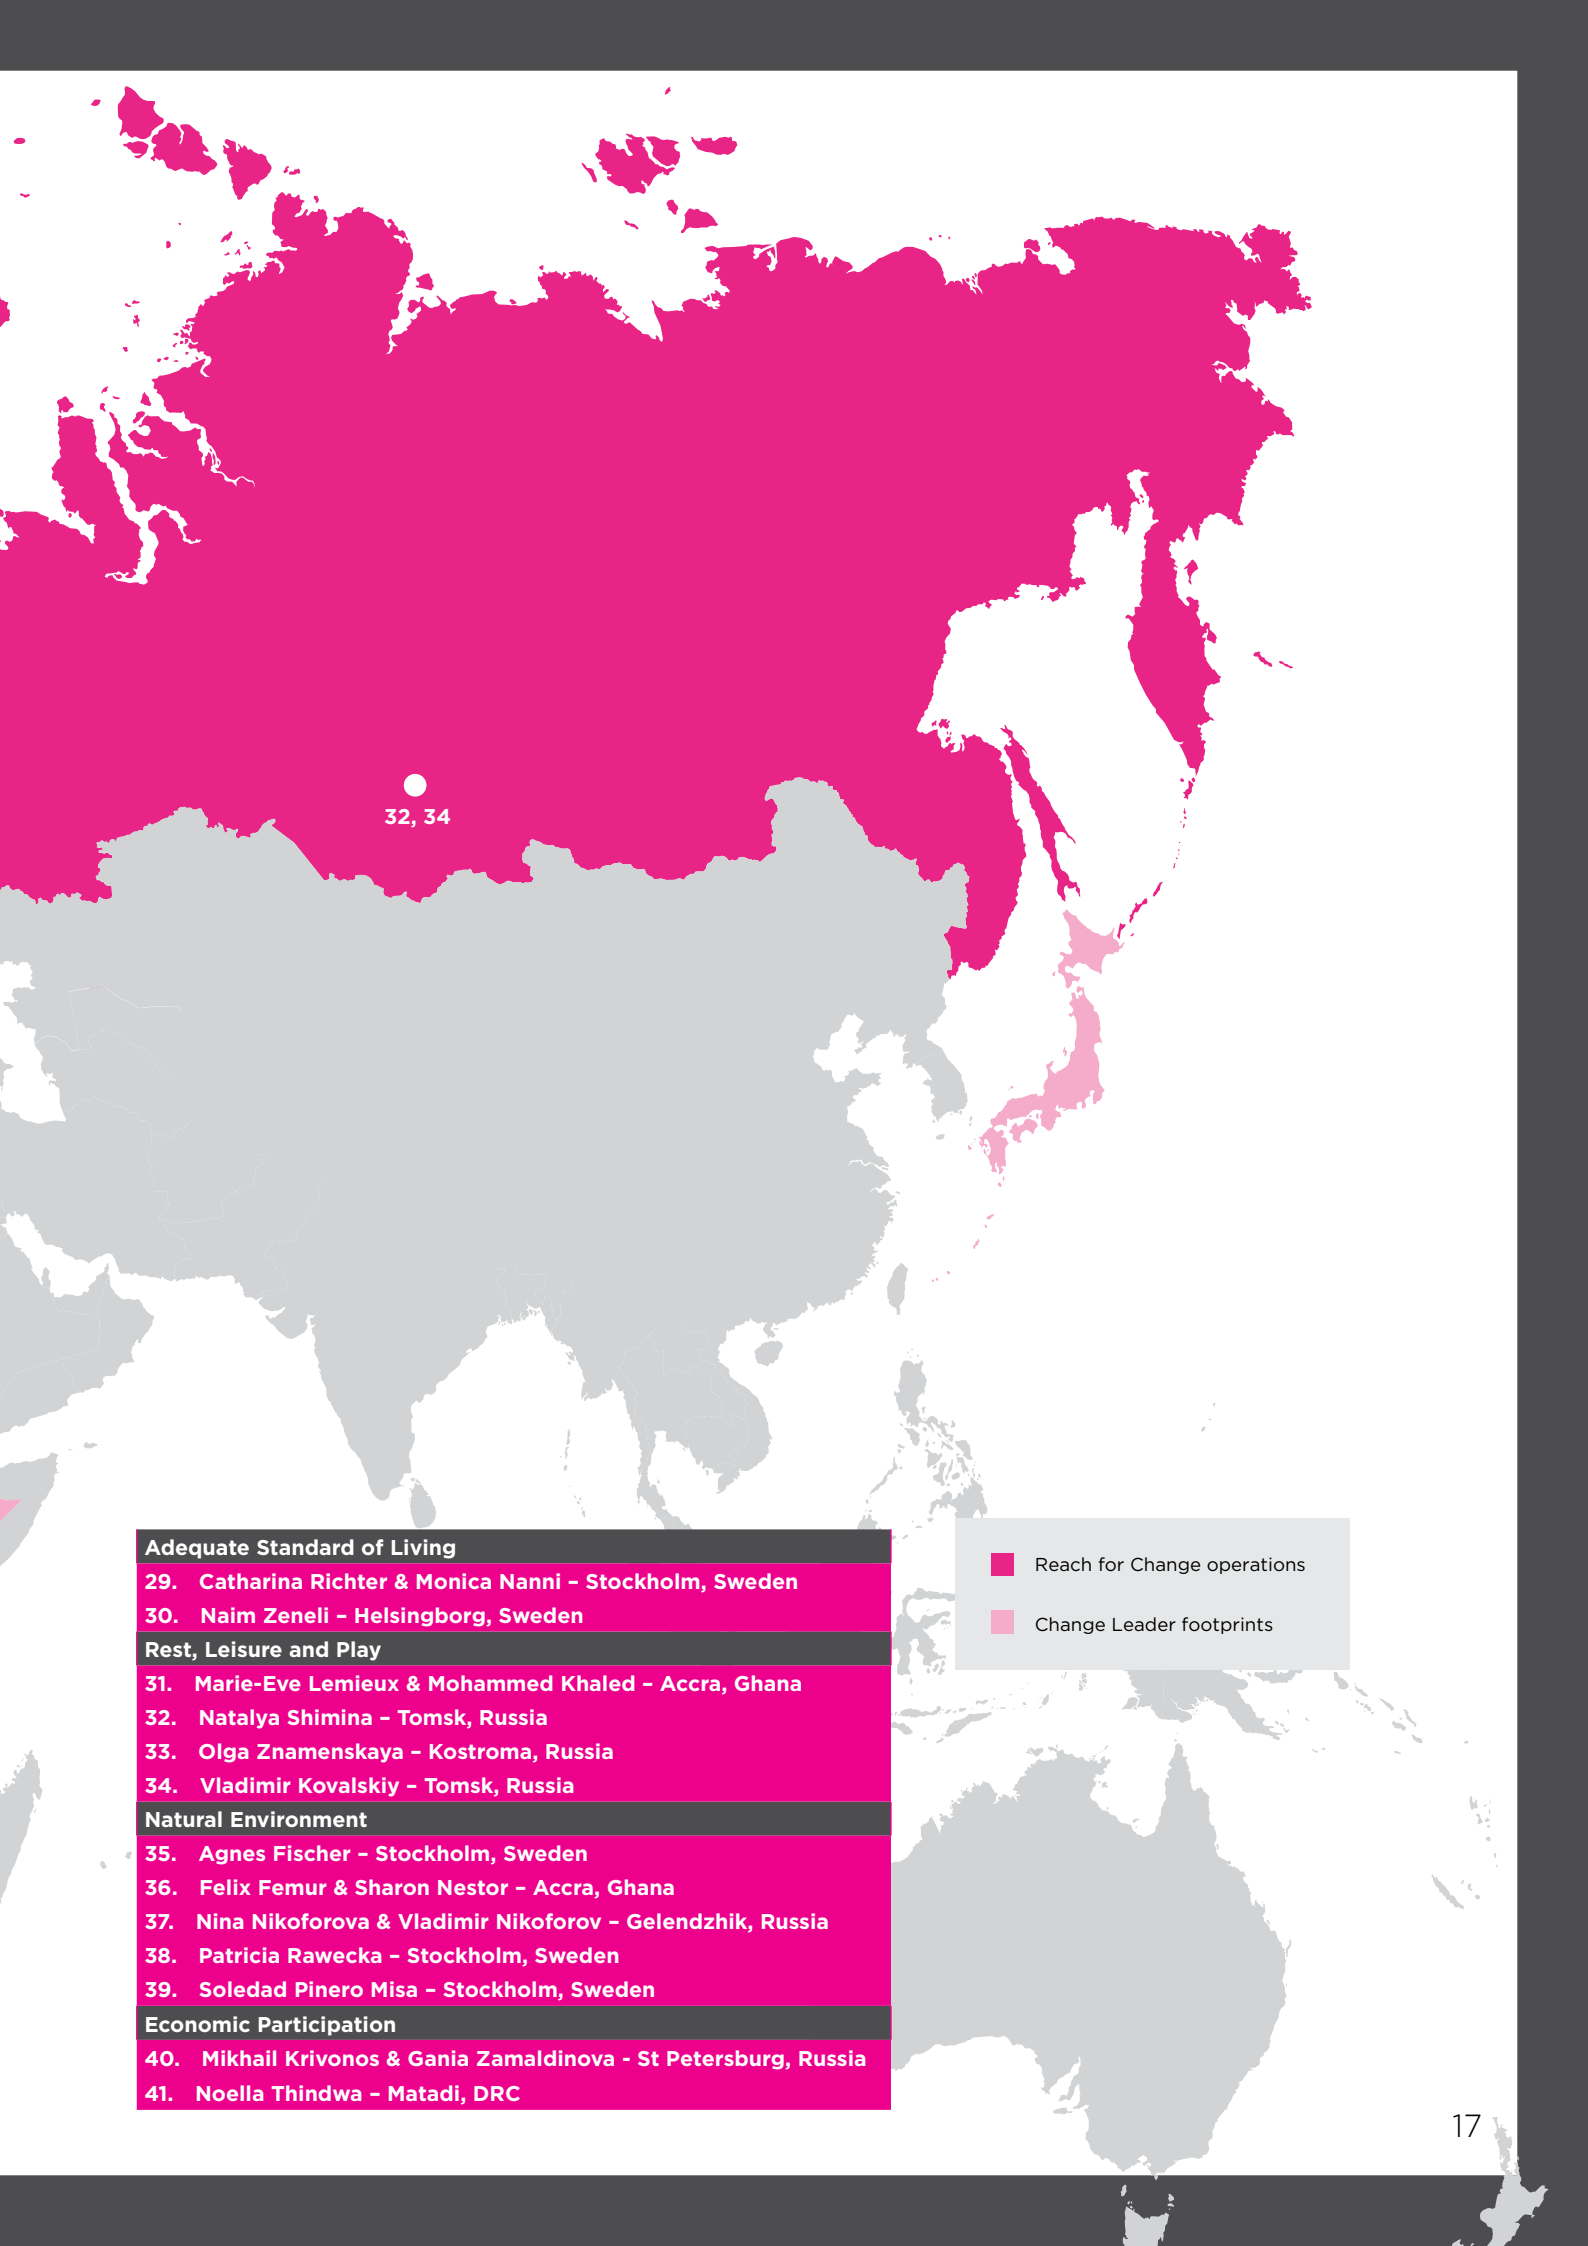 32, 34
Adequate Standard of Living
29. Catharina Richter & Monica Nanni – Stockholm, Sweden
30. Naim Zeneli – Helsingborg, Sweden
Rest, Leisure and Play
31. Marie-Eve Lemieux & Mohammed Khaled – Accra, Ghana
32. Natalya Shimina – Tomsk, Russia
33. Olga Znamenskaya – Kostroma, Russia
34. Vladimir Kovalskiy – Tomsk, Russia
Natural Environment
35. Agnes Fischer – Stockholm, Sweden
36. Felix Femur & Sharon Nestor – Accra, Ghana
37. Nina Nikoforova & Vladimir Nikoforov – Gelendzhik, Russia
38. Patricia Rawecka – Stockholm, Sweden
39. Soledad Pinero Misa – Stockholm, Sweden
Economic Participation
40. Mikhail Krivonos & Gania Zamaldinova - St Petersburg, Russia
41. Noella Thindwa – Matadi, DRC
Reach for Change operations
Change Leader footprints
17